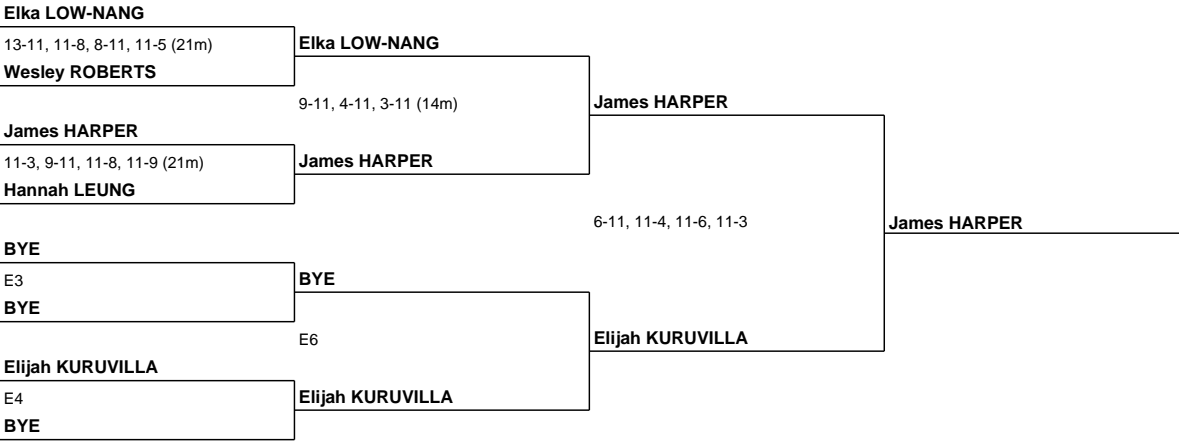 Elka LOW-NANG
13-11, 11-8, 8-11, 11-5 (21m)
Wesley ROBERTS
James HARPER
11-3, 9-11, 11-8, 11-9 (21m)
Hannah LEUNG
BYE
E3
BYE
Elijah KURUVILLA
E4
BYE
Elka LOW-NANG
9-11, 4-11, 3-11 (14m)
James HARPER
BYE
E6
Elijah KURUVILLA
James HARPER
6-11, 11-4, 11-6, 11-3
Elijah KURUVILLA
James HARPER